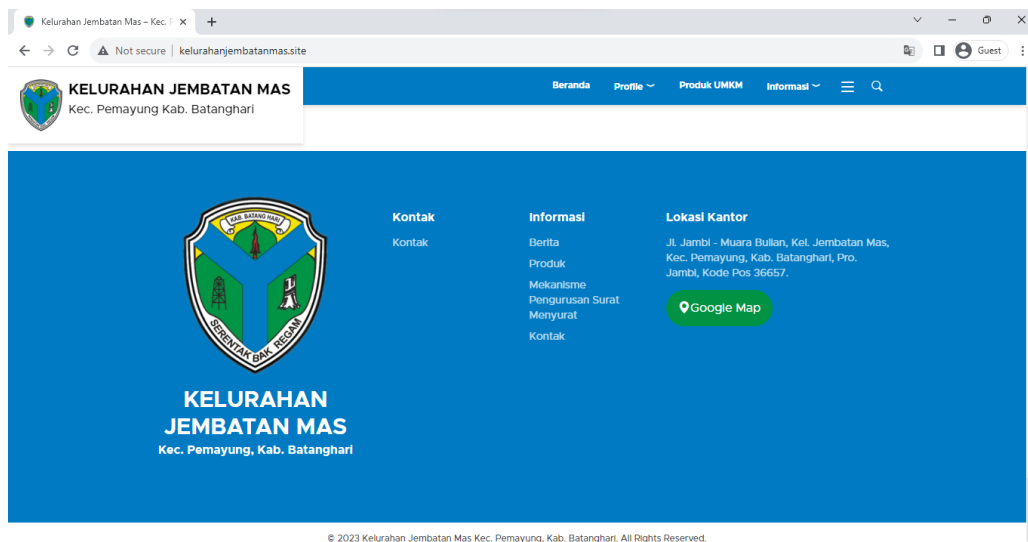 Kelurahan Jembatan Mas – Kec. P
Not secure | kelurahanjembatanmas.site
Guest
KELURAHAN JEMBATAN MAS
Kec. Pemayung Kab. Batanghari
Beranda Profile Produk UMKM Informasi
KAB. BATANG HARI
SERENTAK BAK REGAM
KELURAHAN
JEMBATAN MAS
Kec. Pemayung, Kab. Batanghari
Kontak
Kontak
Informasi
Berita
Produk
Mekanisme
Pengurusan Surat
Menyurat
Kontak
Lokasi Kantor
Jl. Jambi - Muara Bulian, Kel. Jembatan Mas,
Kec. Pemayung, Kab. Batanghari, Pro.
Jambi, Kode Pos 36657.
Google Map
© 2023 Kelurahan Jembatan Mas Kec. Pemayung, Kab. Batanghari. All Rights Reserved.